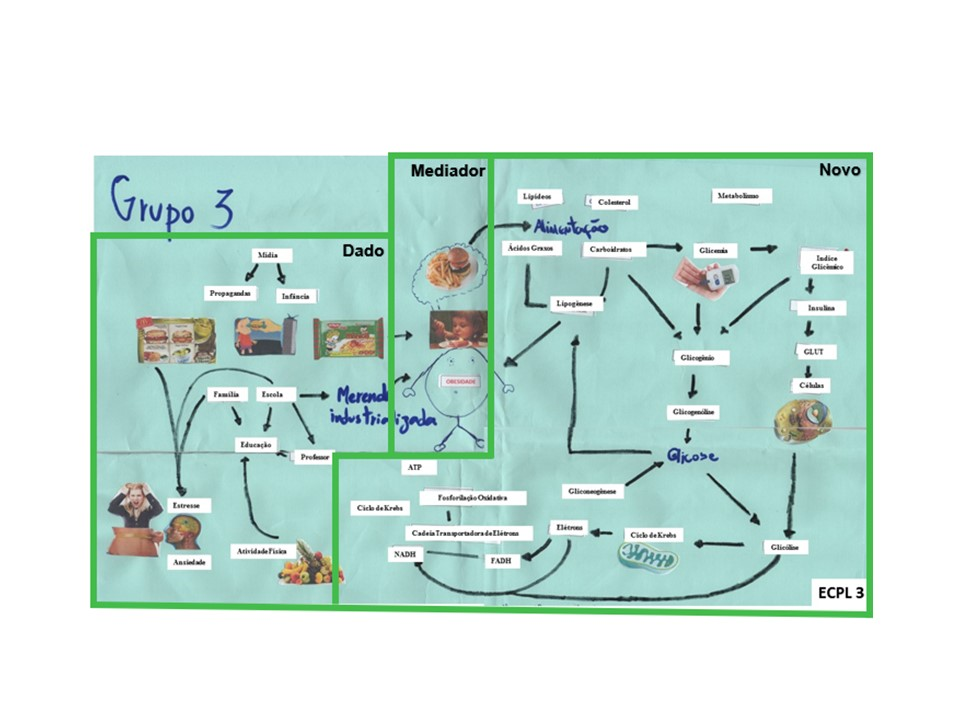 Grupo 3
Mediador
Novo
Dado
Mídia
Propagandas
Infância
Família
Escola
Merenda
industrializada
Educação
Professor
Estresse
Ansiedade
Atividade Física
OBESIDADE
Lipídeos
Colesterol
Metabolismo
Alimentação
Ácidos Graxos
Carboidratos
Glicemia
Índice
Glicêmico
Lipogênese
Insulina
Glicogênio
GLUT
Células
Glicogenólise
Glicose
ATP
Fosforilação Oxidativa
Gliconeogênese
Ciclo de Krebs
Cadeia Transportadora de Elétrons
Elétrons
Ciclo de Krebs
Glicólise
NADH
FADH
ECPL 3